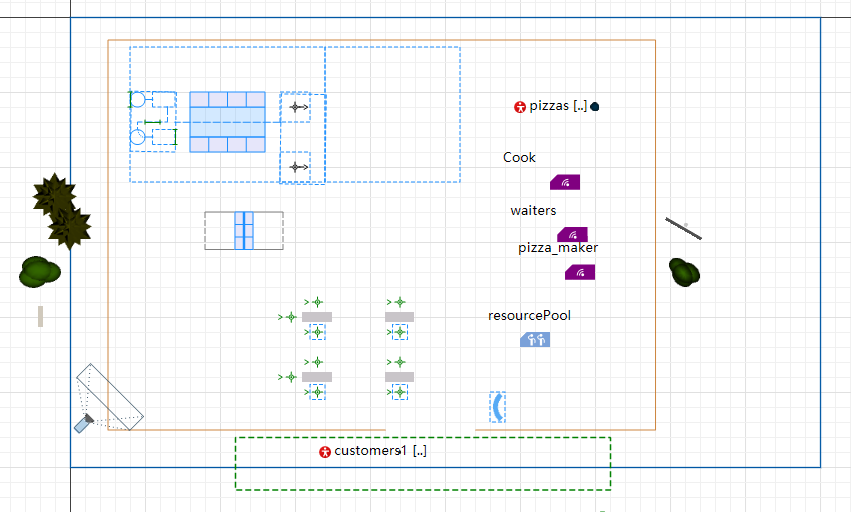 pizzas [..]
Cook
waiters
pizza_maker
resourcePool
customers1 [..]